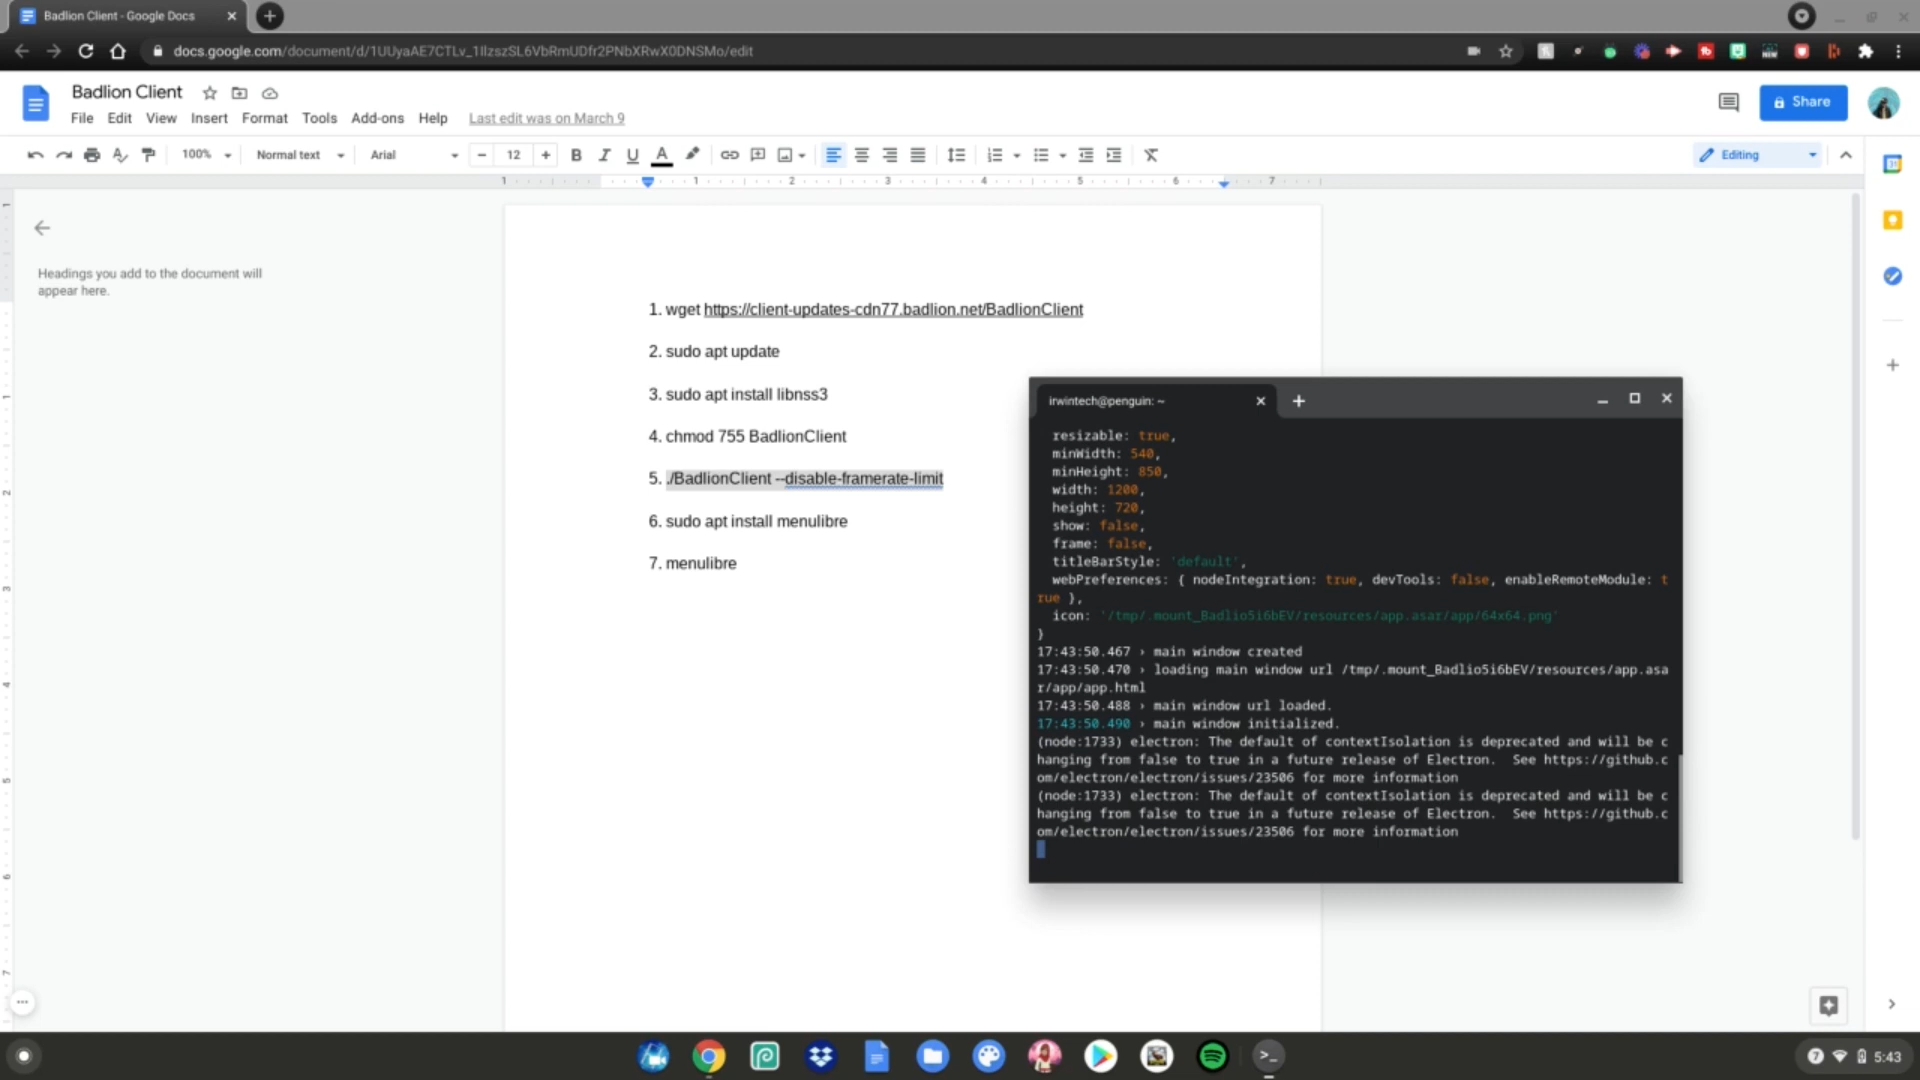 Badlion Client - Google Docs
docs.google.com/document/d/1UUyaAE7CTLv_1IlzszSL6VbRmUDfr2PNbXRwX0DNSMo/edit
Badlion Client
Share
File Edit View Insert Format Tools Add-ons Help Last edit was on March 9
100% Normal text Arial 12 Editing
1 1 2 3 4 5 6 7
Headings you add to the document will
appear here.
1. wget https://client-updates-cdn77.badlion.net/BadlionClient
2. sudo apt update
3. sudo apt install libnss3
4. chmod 755 BadlionClient
5. ./BadlionClient --disable-framerate-limit
6. sudo apt install menulibre
7. menulibre
irwintech@penguin: ~
resizable: true,
minWidth: 540,
minHeight: 850,
width: 1200,
height: 720,
show: false,
frame: false,
titleBarStyle: 'default',
webPreferences: { nodeIntegration: true, devTools: false, enableRemoteModule: t
rue },
icon: '/tmp/.mount_Badlio5i6bEV/resources/app.asar/app/64x64.png'
}
17:43:50.467 › main window created
17:43:50.470 › loading main window url /tmp/.mount_Badlio5i6bEV/resources/app.asa
r/app/app.html
17:43:50.488 › main window url loaded.
17:43:50.490 › main window initialized.
(node:1733) electron: The default of contextIsolation is deprecated and will be c
hanging from false to true in a future release of Electron.  See https://github.c
om/electron/electron/issues/23506 for more information
(node:1733) electron: The default of contextIsolation is deprecated and will be c
hanging from false to true in a future release of Electron.  See https://github.c
om/electron/electron/issues/23506 for more information
7 5:43